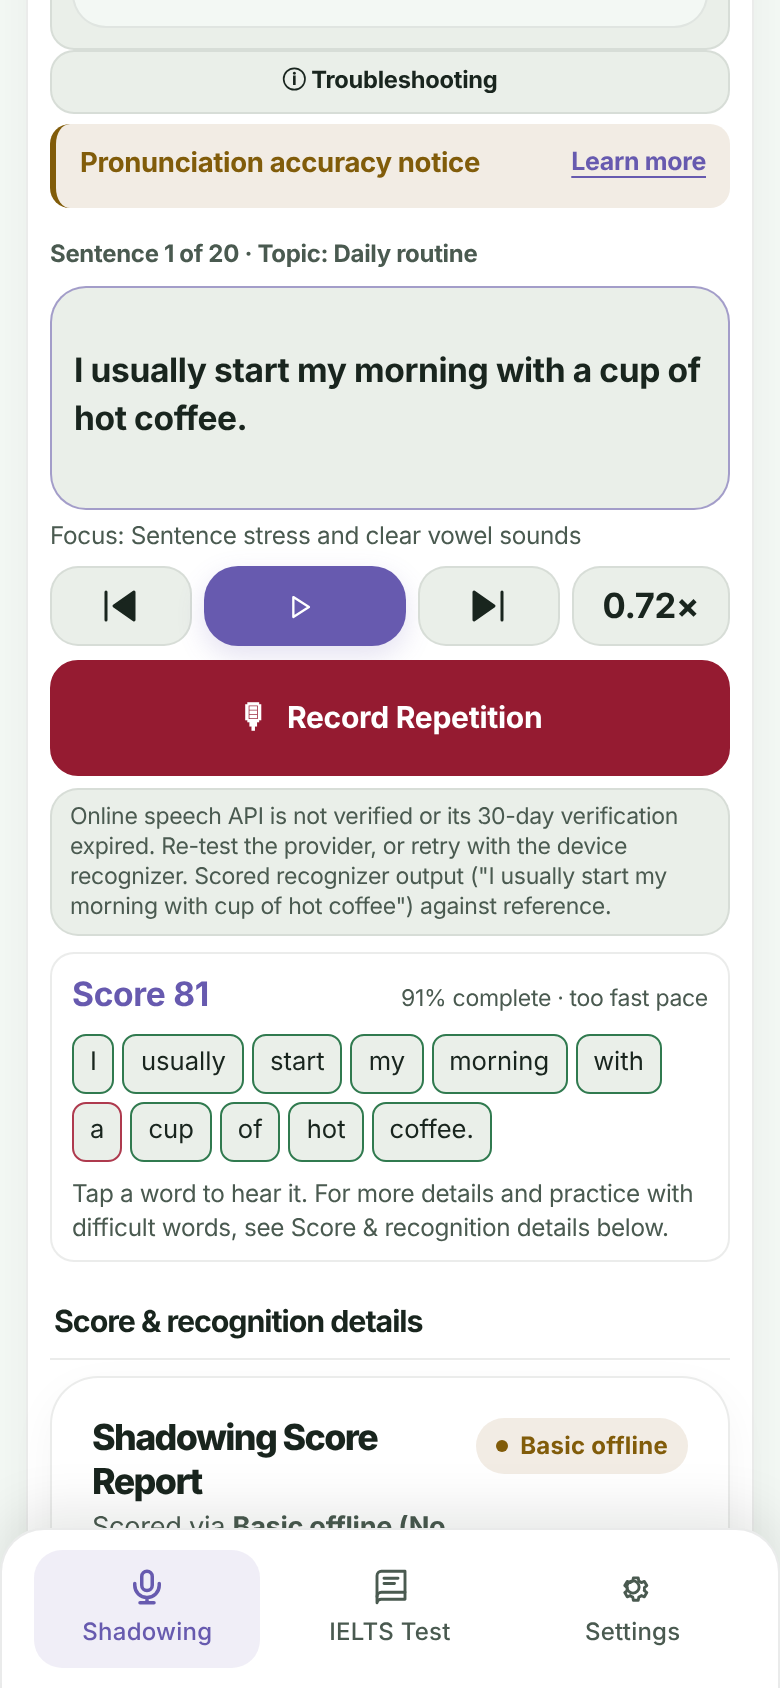 ⓘ Troubleshooting
Pronunciation accuracy notice Learn more
Sentence 1 of 20 · Topic: Daily routine
I usually start my morning with a cup of
hot coffee.
Focus: Sentence stress and clear vowel sounds
0.72×
Record Repetition
Online speech API is not verified or its 30-day verification
expired. Re-test the provider, or retry with the device
recognizer. Scored recognizer output ("I usually start my
morning with cup of hot coffee") against reference.
Score 81 91% complete · too fast pace
I usually start my morning with
a cup of hot coffee.
Tap a word to hear it. For more details and practice with
difficult words, see Score & recognition details below.
Score & recognition details
Shadowing Score
Report
Basic offline
Scored via Basic offline (No
Shadowing IELTS Test Settings